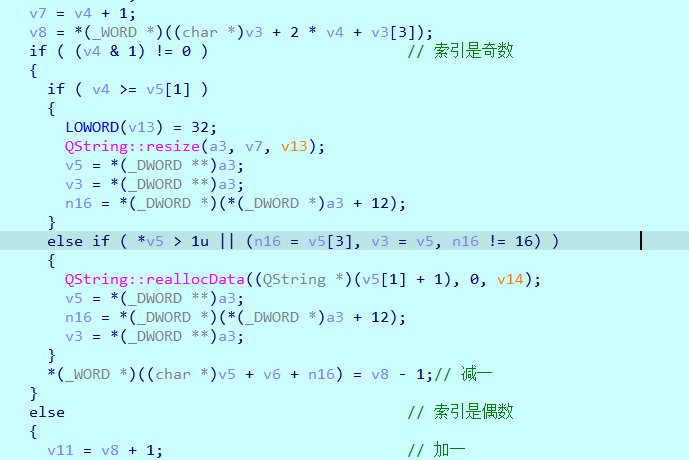 v7 = v4 + 1;
v8 = *(_WORD *)((char *)v3 + 2 * v4 + v3[3]);
if ( (v4 & 1) != 0 ) // 索引是奇数
{
if ( v4 >= v5[1] )
{
LOWORD(v13) = 32;
QString::resize(a3, v7, v13);
v5 = *(_DWORD **)a3;
v3 = *(_DWORD **)a3;
n16 = *(_DWORD *)(*(_DWORD *)a3 + 12);
}
else if ( *v5 > 1u || (n16 = v5[3], v3 = v5, n16 != 16) )
{
QString::reallocData((QString *)(v5[1] + 1), 0, v14);
v5 = *(_DWORD **)a3;
n16 = *(_DWORD *)(*(_DWORD *)a3 + 12);
v3 = *(_DWORD **)a3;
}
*(_WORD *)((char *)v5 + v6 + n16) = v8 - 1;// 减一
}
else // 索引是偶数
{
v11 = v8 + 1; // 加一